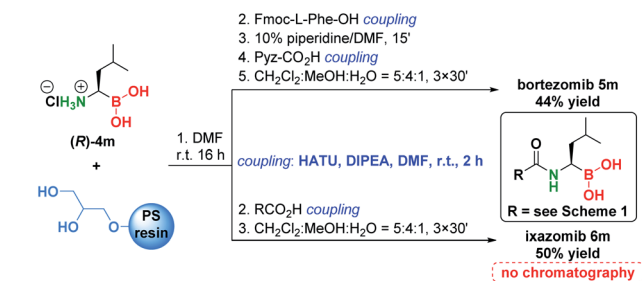 2. Fmoc-L-Phe-OH coupling
3. 10% piperidine/DMF, 15'
4. Pyz-CO₂H coupling
5. CH₂Cl₂:MeOH:H₂O = 5:4:1, 3×30'
⊖
⊕
ClH₃N
B
OH
OH
(R)-4m
+
HO
HO
O
PS
resin
1. DMF
r.t. 16 h
coupling: HATU, DIPEA, DMF, r.t., 2 h
2. RCO₂H coupling
3. CH₂Cl₂:MeOH:H₂O = 5:4:1, 3×30'
bortezomib 5m
44% yield
O
R
N
H
B
OH
OH
R = see Scheme 1
ixazomib 6m
50% yield
no chromatography